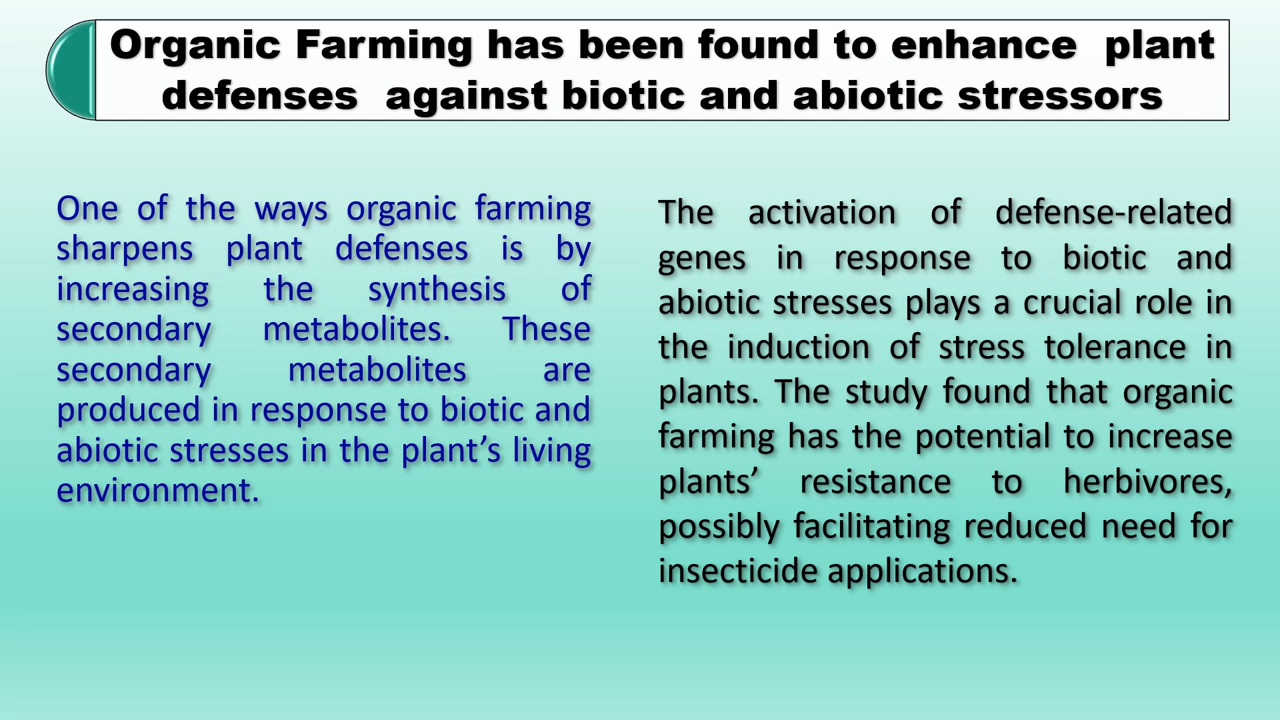 Organic Farming has been found to enhance plant
defenses against biotic and abiotic stressors
One of the ways organic farming
sharpens plant defenses is by
increasing the synthesis of
secondary metabolites. These
secondary metabolites are
produced in response to biotic and
abiotic stresses in the plant’s living
environment.
The activation of defense-related
genes in response to biotic and
abiotic stresses plays a crucial role in
the induction of stress tolerance in
plants. The study found that organic
farming has the potential to increase
plants’ resistance to herbivores,
possibly facilitating reduced need for
insecticide applications.